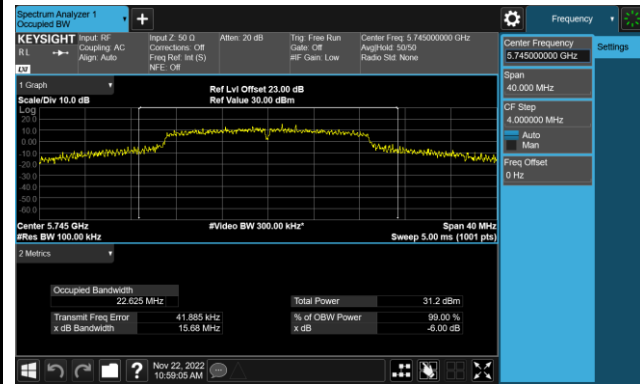 Spectrum Analyzer 1
Occupied BW
Frequency
KEYSIGHT
RL
LXI
Input: RF
Coupling: AC
Align: Auto
Input Z: 50 Ω
Corrections: Off
Freq Ref: Int (S)
NFE: Off
Atten: 20 dB
Trig: Free Run
Gate: Off
#IF Gain: Low
Center Freq: 5.745000000 GHz
Avg|Hold: 50/50
Radio Std: None
Center Frequency
5.745000000 GHz
Settings
Span
40.000 MHz
CF Step
4.000000 MHz
Auto
Man
Freq Offset
0 Hz
1 Graph
Scale/Div 10.0 dB
Ref Lvl Offset 23.00 dB
Ref Value 30.00 dBm
Log
20.0
10.0
0.00
-10.0
-20.0
-30.0
-40.0
-50.0
-60.0
Center 5.745 GHz
#Res BW 100.00 kHz
#Video BW 300.00 kHz*
Span 40 MHz
Sweep 5.00 ms (1001 pts)
2 Metrics
Occupied Bandwidth
22.625 MHz
Total Power 31.2 dBm
Transmit Freq Error 41.885 kHz
% of OBW Power 99.00 %
x dB Bandwidth 15.68 MHz
x dB -6.00 dB
?
Nov 22, 2022
10:59:05 AM